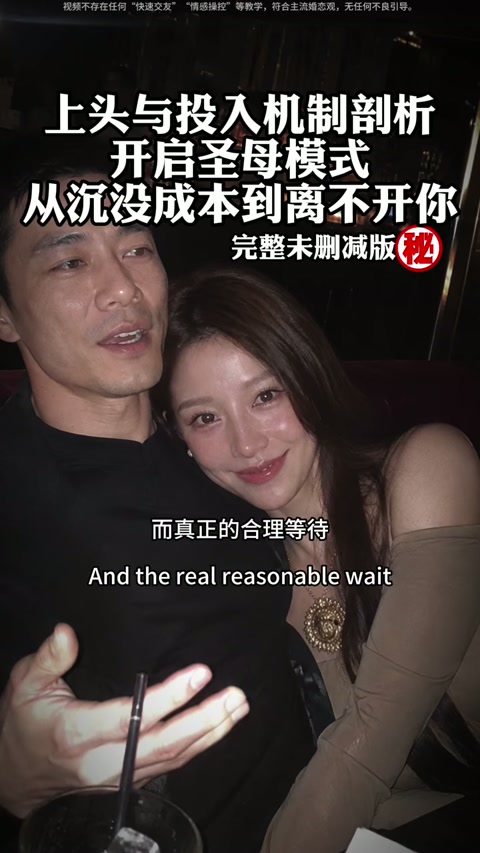 视频不存在任何“快速交友”“情感操控”等教学，符合主流婚恋观，无任何不良引导。
上头与投入机制剖析
开启圣母模式
从沉没成本到离不开你
完整未删减版 秘
而真正的合理等待
And the real reasonable wait